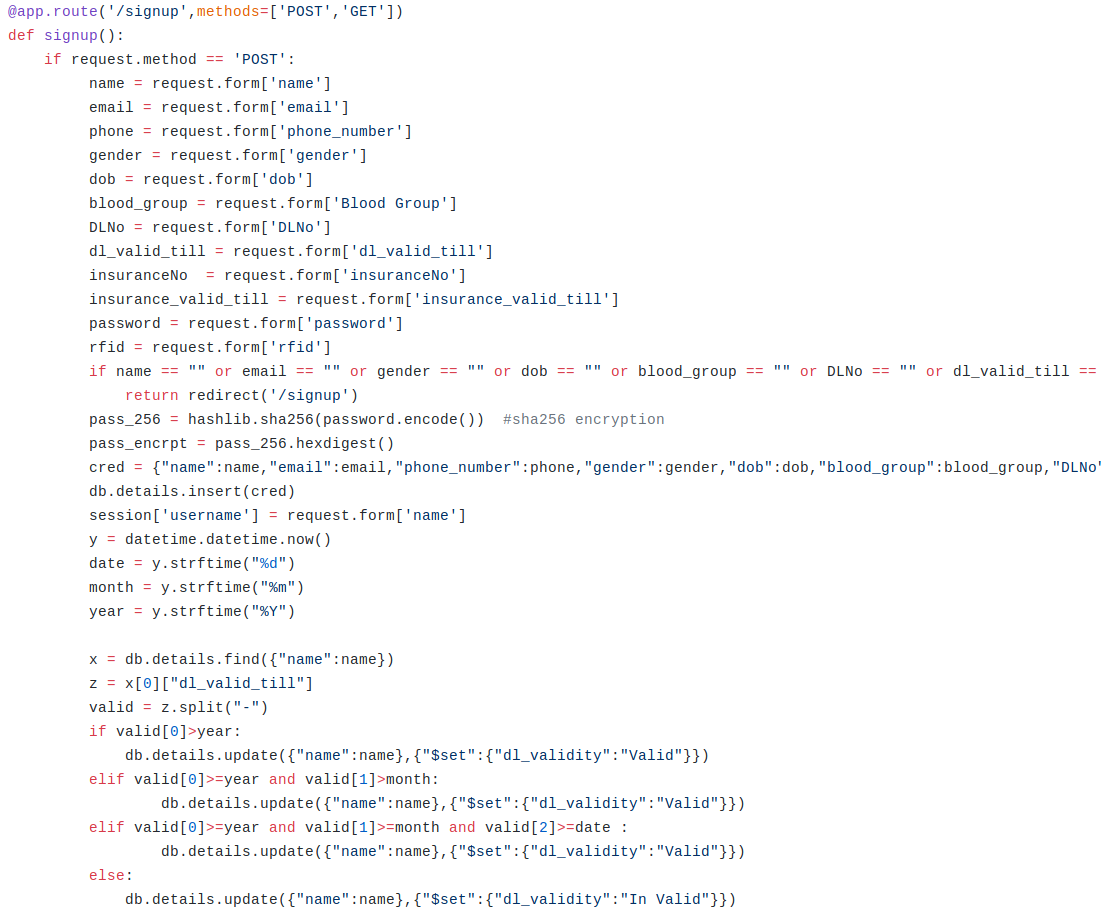 @app.route('/signup',methods=['POST','GET'])
def signup():
    if request.method == 'POST':
         name = request.form['name']
         email = request.form['email']
         phone = request.form['phone_number']
         gender = request.form['gender']
         dob = request.form['dob']
         blood_group = request.form['Blood Group']
         DLNo = request.form['DLNo']
         dl_valid_till = request.form['dl_valid_till']
         insuranceNo  = request.form['insuranceNo']
         insurance_valid_till = request.form['insurance_valid_till']
         password = request.form['password']
         rfid = request.form['rfid']
         if name == "" or email == "" or gender == "" or dob == "" or blood_group == "" or DLNo == "" or dl_valid_till ==
             return redirect('/signup')
         pass_256 = hashlib.sha256(password.encode())  #sha256 encryption
         pass_encrpt = pass_256.hexdigest()
         cred = {"name":name,"email":email,"phone_number":phone,"gender":gender,"dob":dob,"blood_group":blood_group,"DLNo"
         db.details.insert(cred)
         session['username'] = request.form['name']
         y = datetime.datetime.now()
         date = y.strftime("%d")
         month = y.strftime("%m")
         year = y.strftime("%Y")

         x = db.details.find({"name":name})
         z = x[0]["dl_valid_till"]
         valid = z.split("-")
         if valid[0]>year:
             db.details.update({"name":name},{"$set":{"dl_validity":"Valid"}})
         elif valid[0]>=year and valid[1]>month:
                 db.details.update({"name":name},{"$set":{"dl_validity":"Valid"}})
         elif valid[0]>=year and valid[1]>=month and valid[2]>=date :
                 db.details.update({"name":name},{"$set":{"dl_validity":"Valid"}})
         else:
             db.details.update({"name":name},{"$set":{"dl_validity":"In Valid"}})